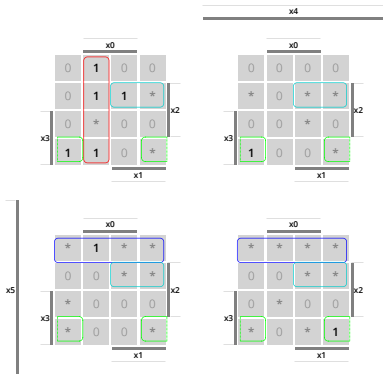 x4
x0 x0
0 1 0 0 0 0 0 0
0 1 1 * * 0 * *
x2 x2
0 * 0 0 0 0 * 0
x3 x3
1 1 0 * 1 0 0 *
x1 x1
x0 x0
* 1 * * * * * *
0 0 * * 0 0 * *
x2 x2
x5
* 0 0 0 0 * 0 0
x3 x3
* 0 0 * * 0 * 1
x1 x1